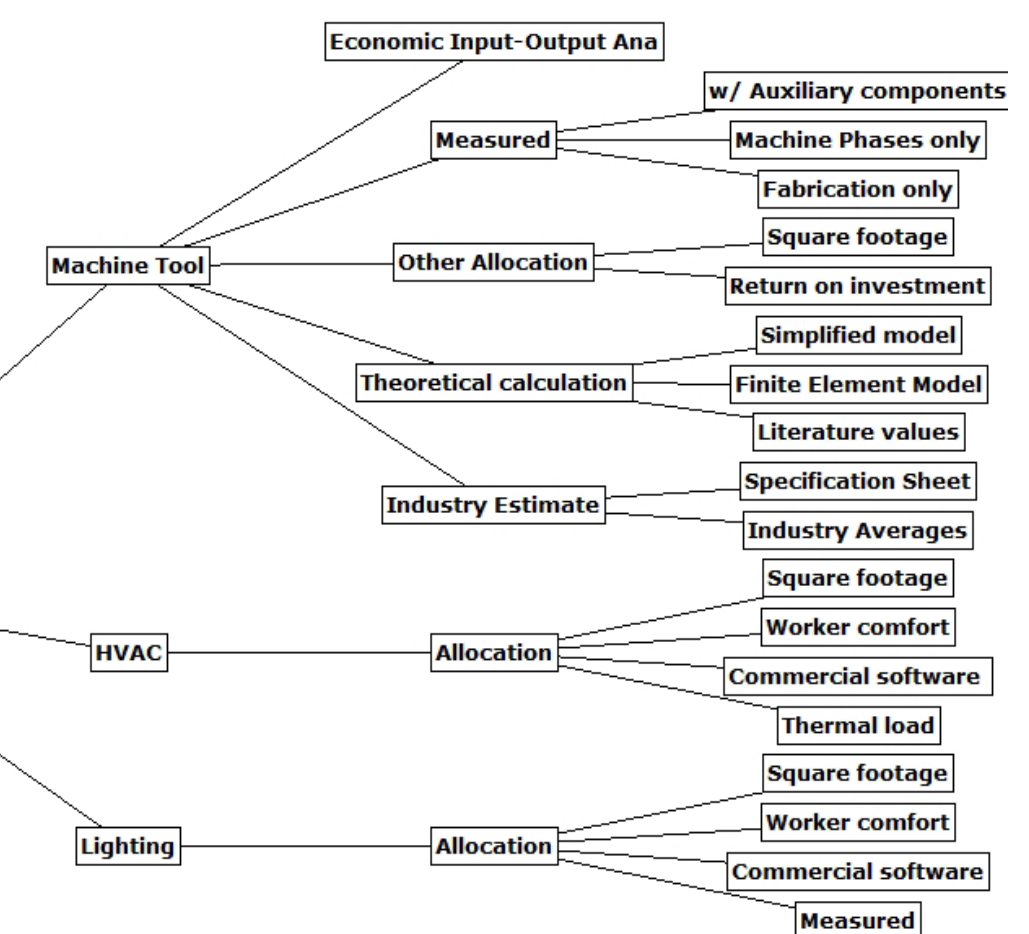 Economic Input-Output Ana
w/ Auxiliary components
Measured
Machine Phases only
Fabrication only
Square footage
Machine Tool
Other Allocation
Return on investment
Simplified model
Theoretical calculation
Finite Element Model
Literature values
Specification Sheet
Industry Estimate
Industry Averages
Square footage
Worker comfort
HVAC
Allocation
Commercial software
Thermal load
Square footage
Worker comfort
Lighting
Allocation
Commercial software
Measured